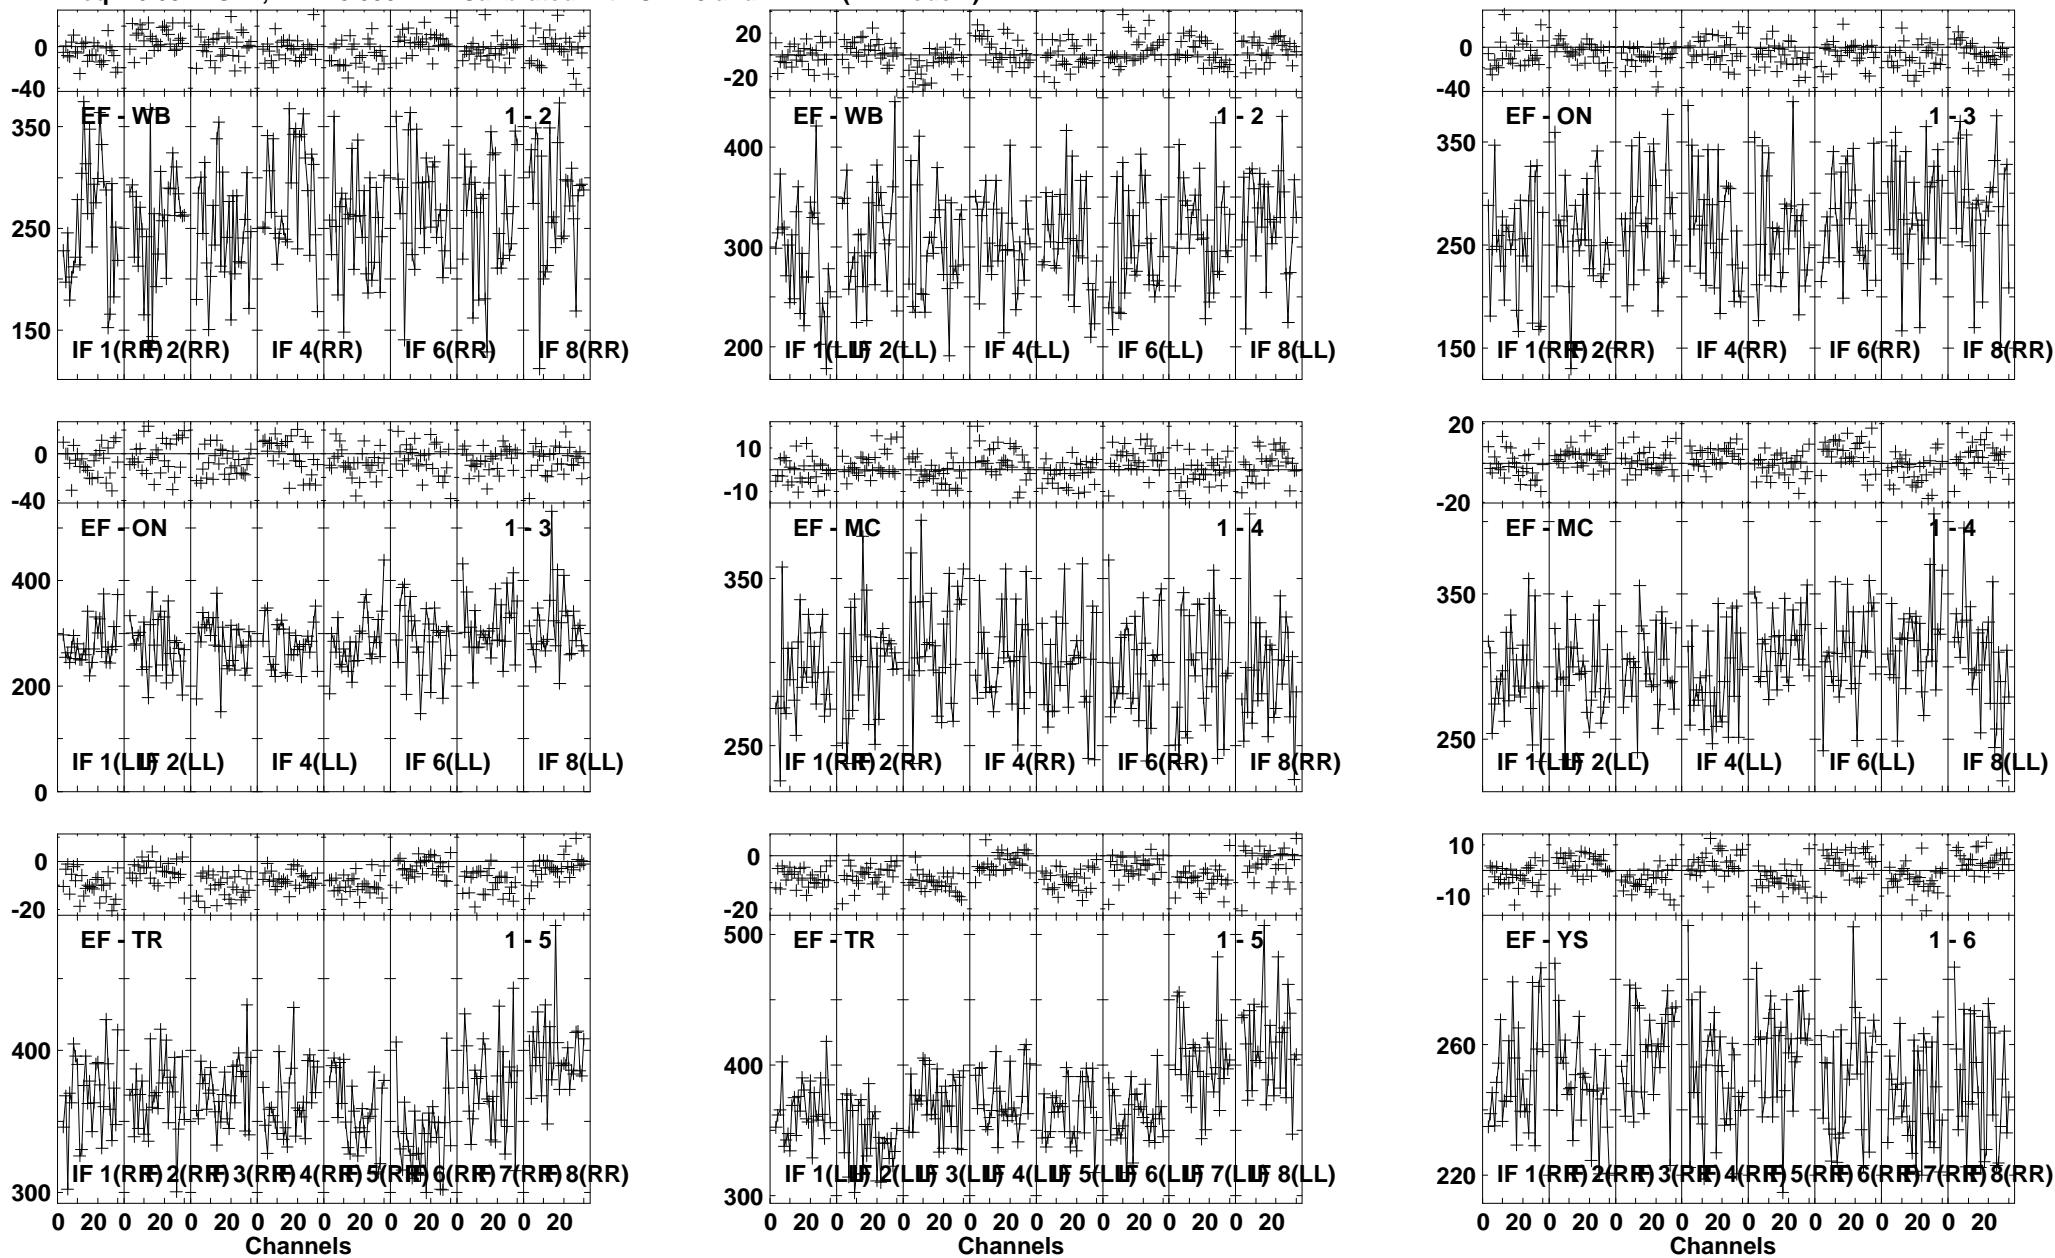 0 20 0
-40 -20 -40
EF - WB 1 - 2 EF - WB 1 - 2 EF - ON 1 - 3
350 400 350
250 300 250
150 200 150
IF 1(RR) IF 2(RR) IF 4(RR) IF 6(RR) IF 8(RR) IF 1(LL) IF 2(LL) IF 4(LL) IF 6(LL) IF 8(LL) IF 1(RR) IF 2(RR) IF 4(RR) IF 6(RR) IF 8(RR)
0 10 20
-40 -10 -20
EF - ON 1 - 3 EF - MC 1 - 4 EF - MC 1 - 4
400 350 350
200 250 250
IF 1(LL) IF 2(LL) IF 4(LL) IF 6(LL) IF 8(LL) IF 1(RR) IF 2(RR) IF 4(RR) IF 6(RR) IF 8(RR) IF 1(LL) IF 2(LL) IF 4(LL) IF 6(LL) IF 8(LL)
0
0 0 10
-20 -20 -10
EF - TR 1 - 5 EF - TR 1 - 5 EF - YS 1 - 6
500
400 400 260
IF 1(RR) IF 2(RR) IF 3(RR) IF 4(RR) IF 5(RR) IF 6(RR) IF 7(RR) IF 8(RR) IF 1(LL) IF 2(LL) IF 3(LL) IF 4(LL) IF 5(LL) IF 6(LL) IF 7(LL) IF 8(LL) IF 1(RR) IF 2(RR) IF 3(RR) IF 4(RR) IF 5(RR) IF 6(RR) IF 7(RR) IF 8(RR)
300 300 220
0 20 0 20 0 20 0 20 0 20 0 20 0 20 0 20 0 20 0 20 0 20 0 20 0 20 0 20 0 20 0 20 0 20 0 20 0 20 0 20 0 20 0 20 0 20 0 20
Channels Channels Channels